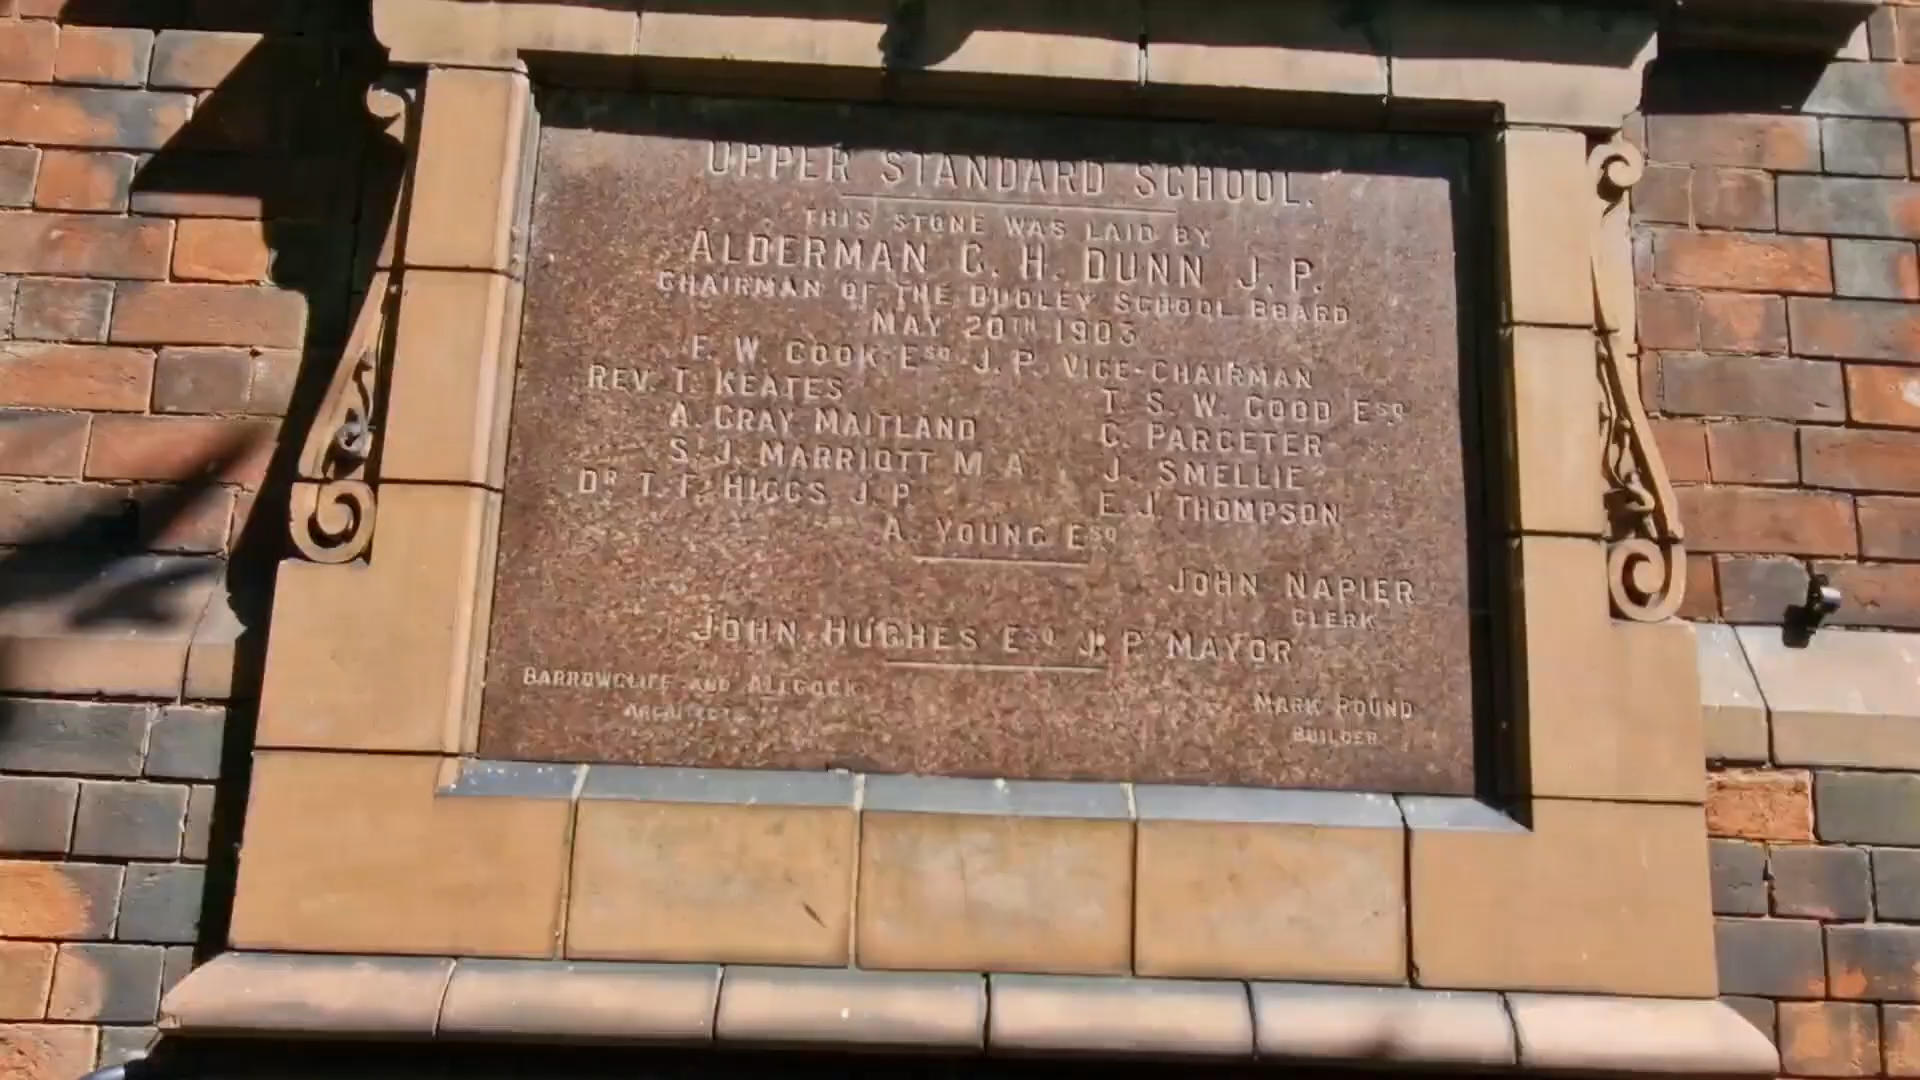 UPPER STANDARD SCHOOL.
THIS STONE WAS LAID BY
ALDERMAN C. H. DUNN J. P.
CHAIRMAN OF THE DUDLEY SCHOOL BOARD
MAY 20TH 1903
F. W. COOK ESQ J. P. VICE-CHAIRMAN
REV. T. KEATES T. S. W. GOOD ESQ
A. GRAY MAITLAND C. PARGETER
S. J. MARRIOTT M A J. SMELLIE
DR T. F. HIGGS J. P. E. J. THOMPSON
A. YOUNG ESQ
JOHN NAPIER
CLERK
JOHN HUGHES ESQ J. P. MAYOR
BARROWCLIFF AND ALLCOCK
ARCHITECTS
MARK ROUND
BUILDER